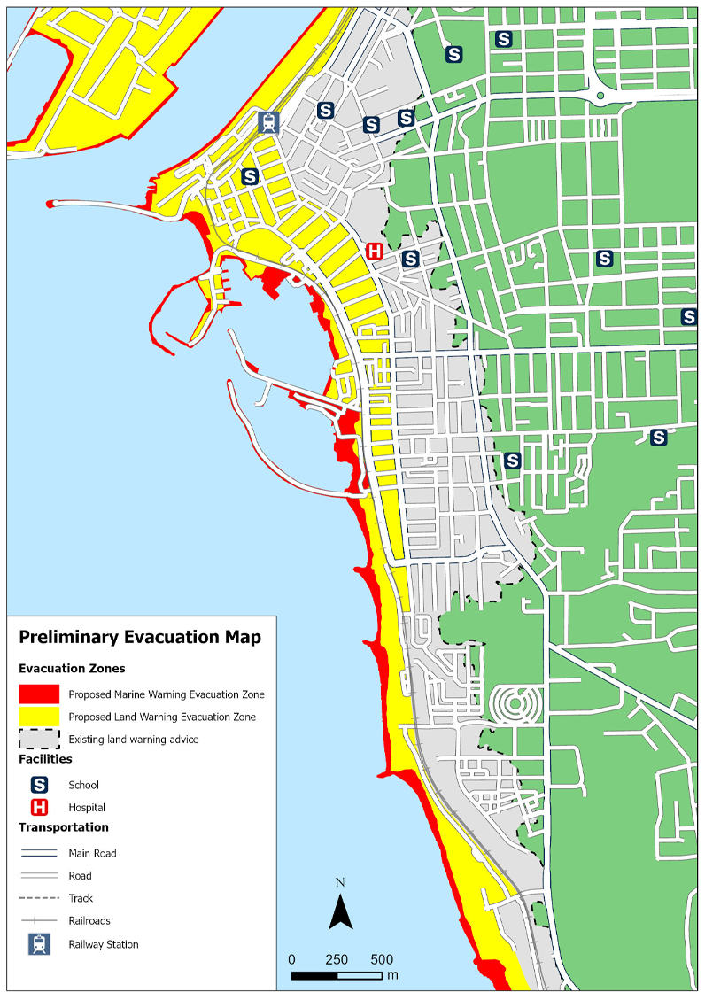 S
S
S
S
S
S
H
S
S
S
S
S
Preliminary Evacuation Map
Evacuation Zones
Proposed Marine Warning Evacuation Zone
Proposed Land Warning Evacuation Zone
Existing land warning advice
Facilities
S School
H Hospital
Transportation
Main Road
Road
Track
Railroads
Railway Station
N
0 250 500
m